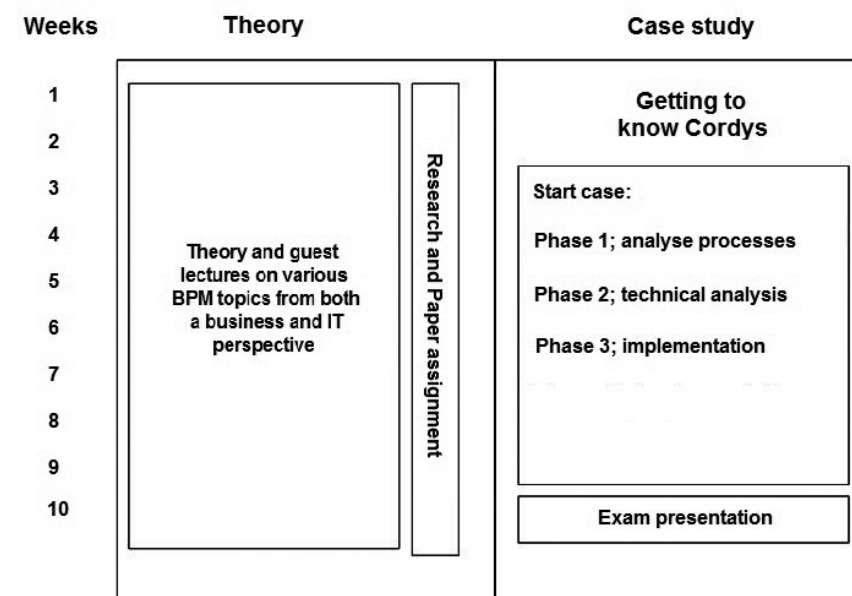 Weeks
Theory
Case study
1
2
3
4
5
6
7
8
9
10
Theory and guest
lectures on various
BPM topics from both
a business and IT
perspective
Research and Paper assignment
Getting to
know Cordys
Start case:
Phase 1; analyse processes
Phase 2; technical analysis
Phase 3; implementation
Exam presentation